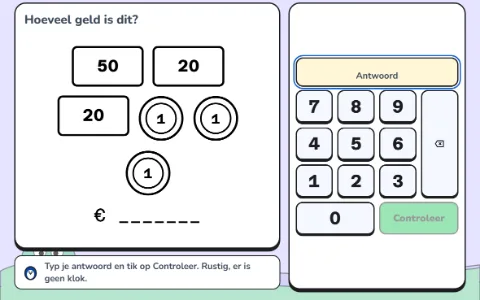 Hoeveel geld is dit?
50 20
20 1 1
1
€ _______
Typ je antwoord en tik op Controleer. Rustig, er is
geen klok.
Antwoord
7 8 9
4 5 6
1 2 3
0 Controleer